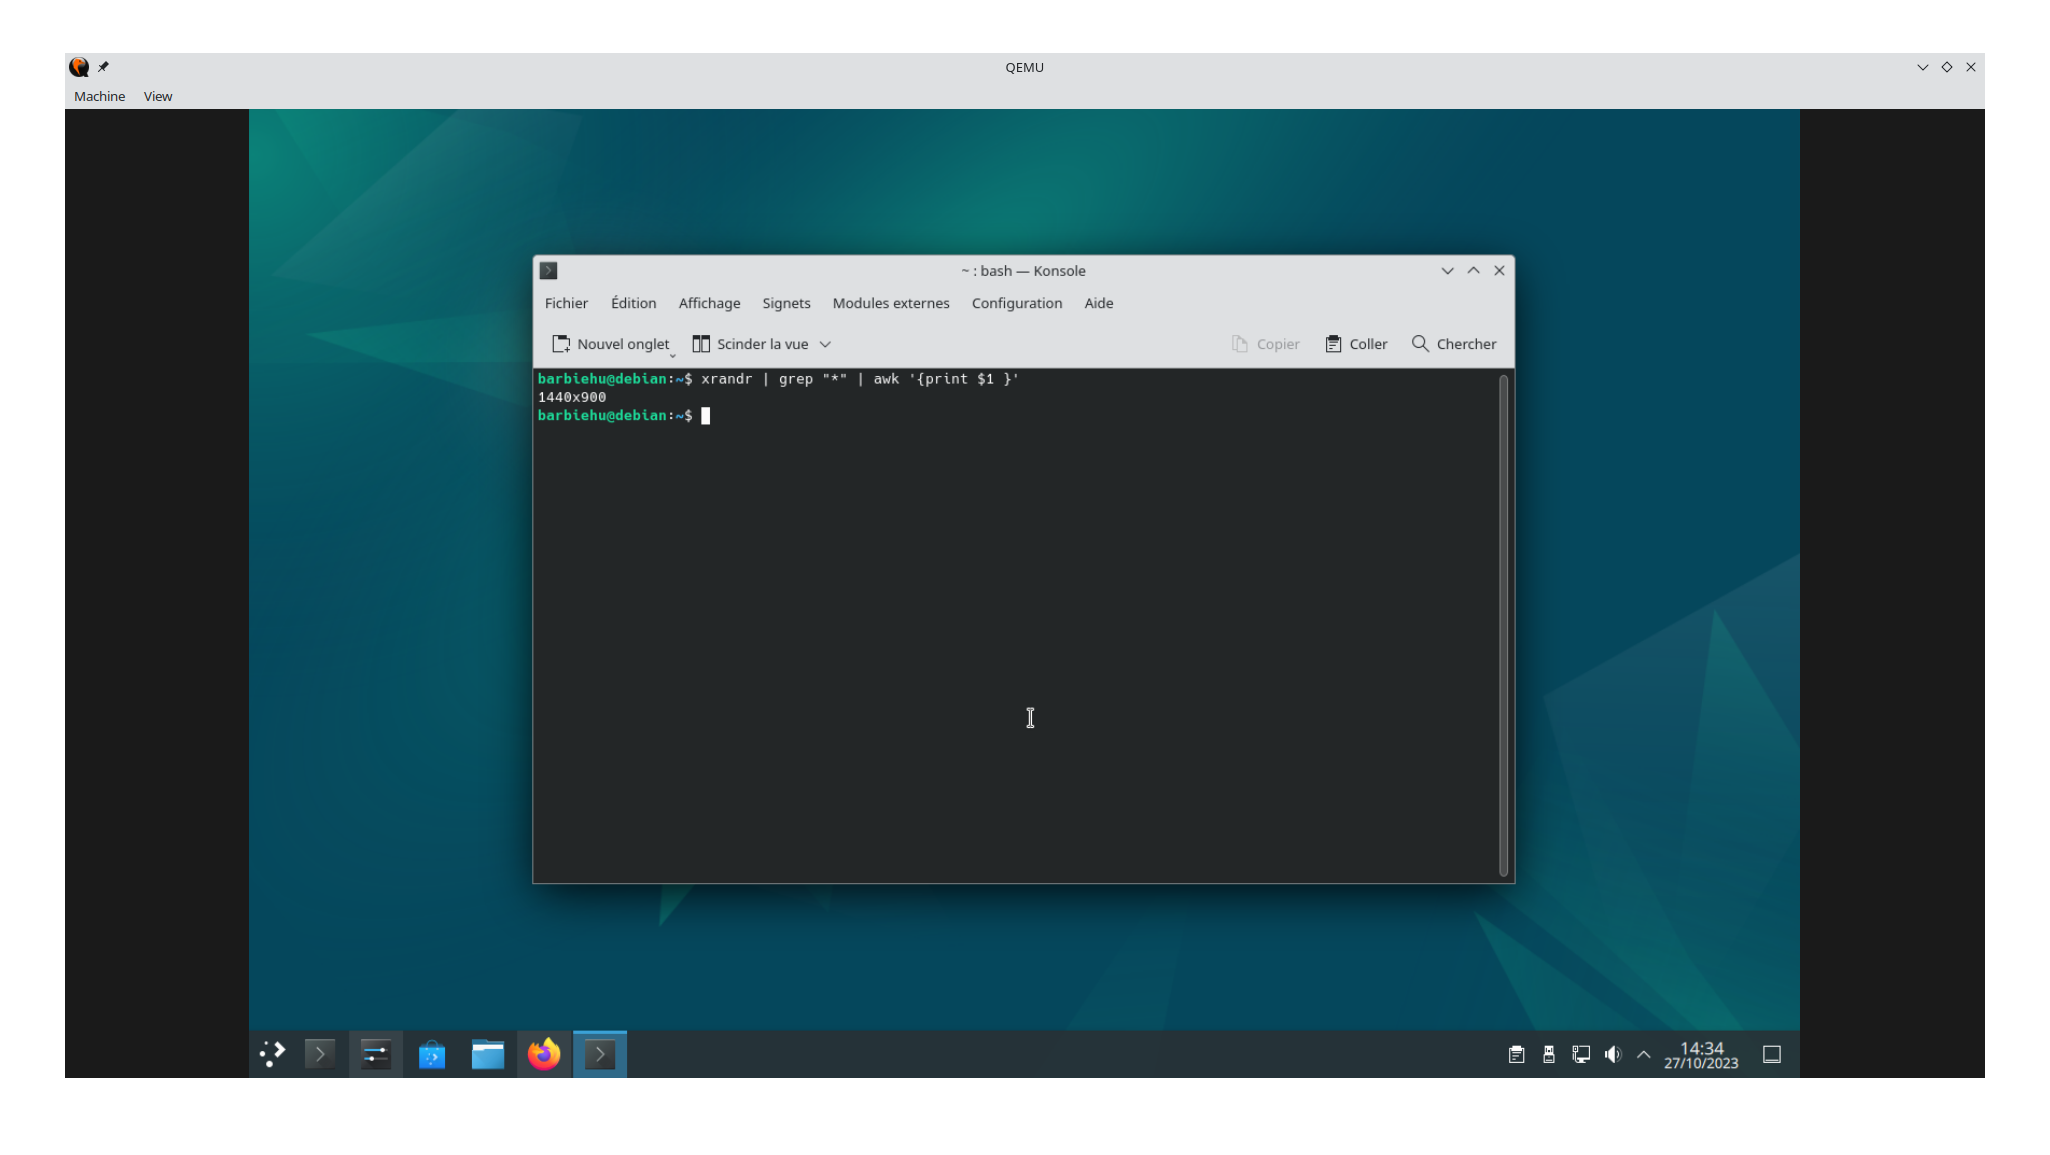 QEMU
Machine View
~ : bash — Konsole
Fichier Édition Affichage Signets Modules externes Configuration Aide
Nouvel onglet Scinder la vue Copier Coller Chercher
barbiehu@debian:~$ xrandr | grep "*" | awk '{print $1 }'
1440x900
barbiehu@debian:~$
14:34
27/10/2023